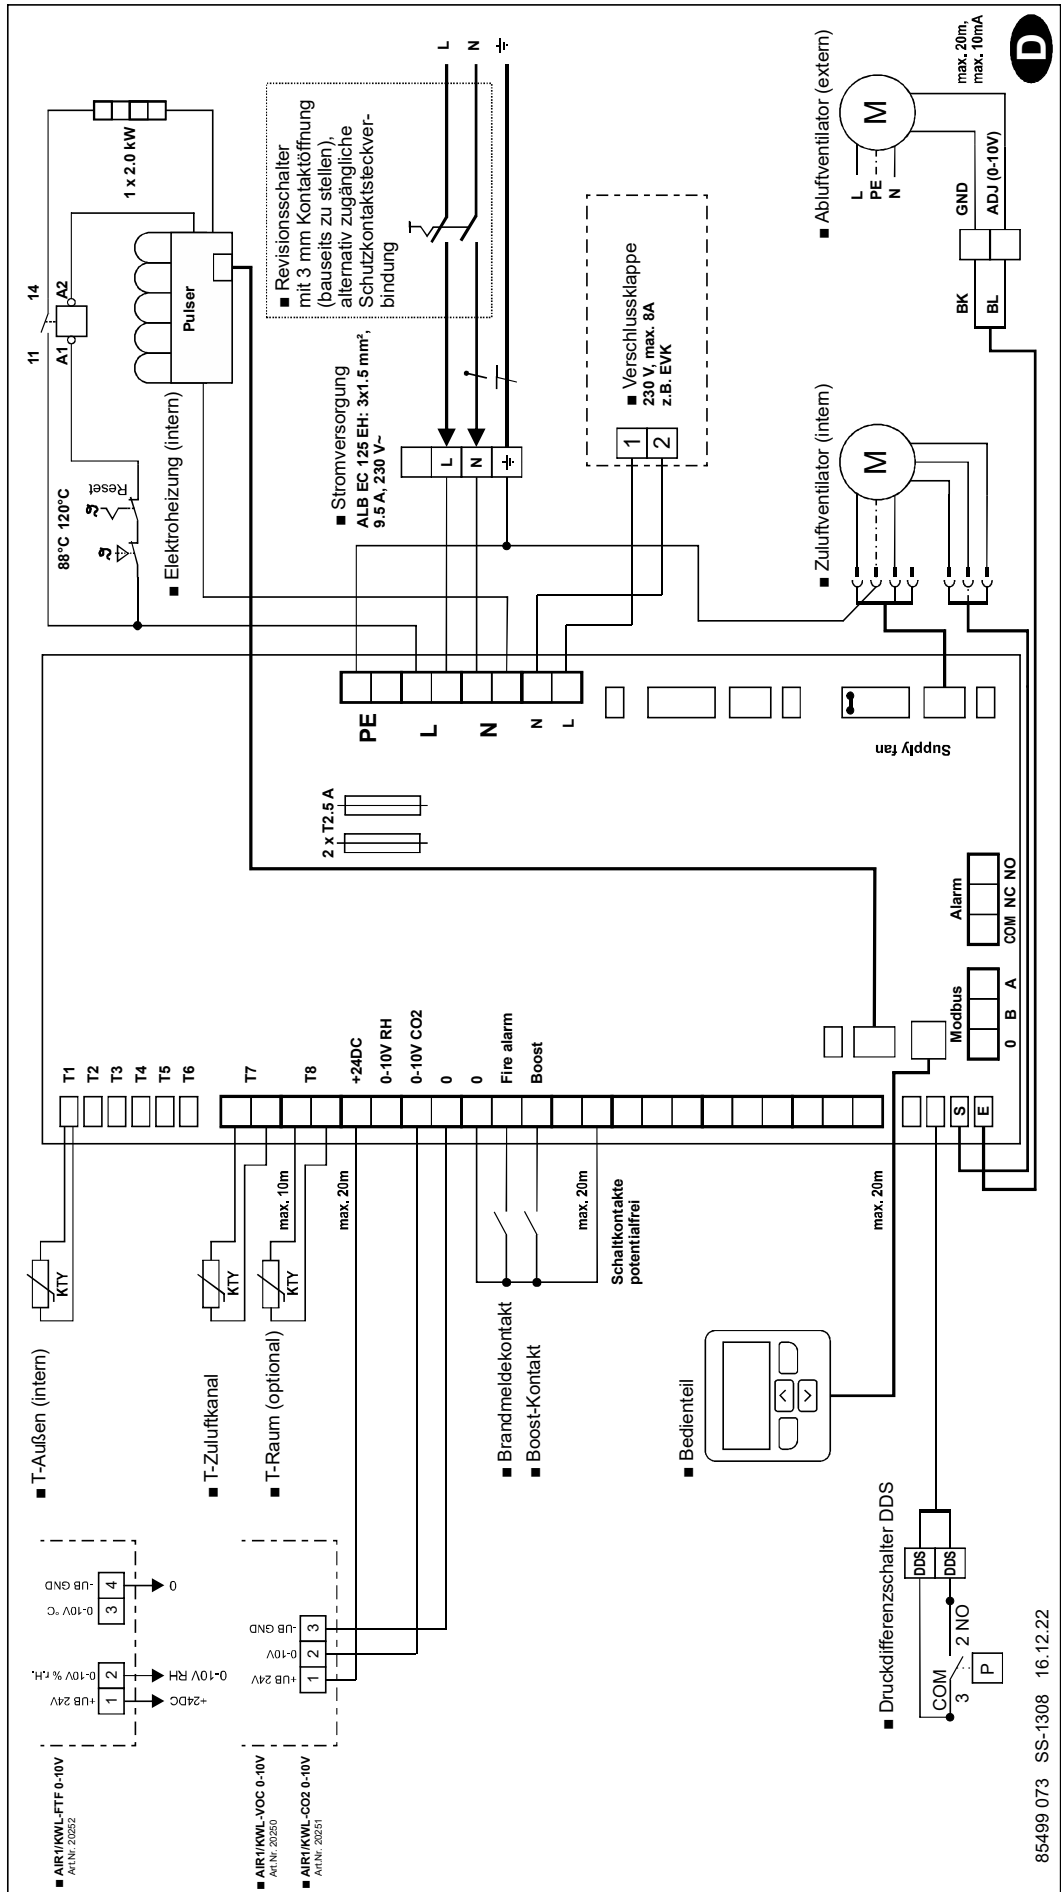 D
■ AIR1/KWL-FTF 0-10V
Art.Nr. 20252
1
+UB 24V
+24DC
2
0-10V % r.H.
0-10V RH
3
0-10V °C
4
-UB GND
0
■ AIR1/KWL-VOC 0-10V
Art.Nr. 20250
■ AIR1/KWL-CO2 0-10V
Art.Nr. 20251
1
+UB 24V
2
0-10V
3
-UB GND
■ T-Außen (intern)
KTY
■ T-Zuluftkanal
KTY
max. 10m
■ T-Raum (optional)
KTY
max. 20m
■ Brandmeldekontakt
■ Boost-Kontakt
max. 20m
Schaltkontakte
potentialfrei
■ Bedienteil
max. 20m
■ Druckdifferenzschalter DDS
DDS
DDS
COM
3
2 NO
P
T1
T2
T3
T4
T5
T6
T7
T8
+24DC
0-10V RH
0-10V CO2
0
0
Fire alarm
Boost
S
E
Modbus
0 B A
Alarm
COM NC NO
2 x T2.5 A
PE
L
N
N
L
Supply fan
88°C 120°C
Reset
11
14
A1
A2
1 x 2.0 kW
Pulser
■ Elektroheizung (intern)
■ Stromversorgung
ALB EC 125 EH: 3x1.5 mm²,
9.5 A, 230 V~
L
N
■ Revisionsschalter
mit 3 mm Kontaktöffnung
(bauseits zu stellen),
alternativ zugängliche
Schutzkontaktsteckver-
bindung
L
N
■ Verschlussklappe
230 V, max. 8A
z.B. EVK
1
2
■ Zuluftventilator (intern)
M
■ Abluftventilator (extern)
M
L
PE
N
BK
BL
GND
ADJ (0-10V)
max. 20m,
max. 10mA
85499 073 SS-1308 16.12.22